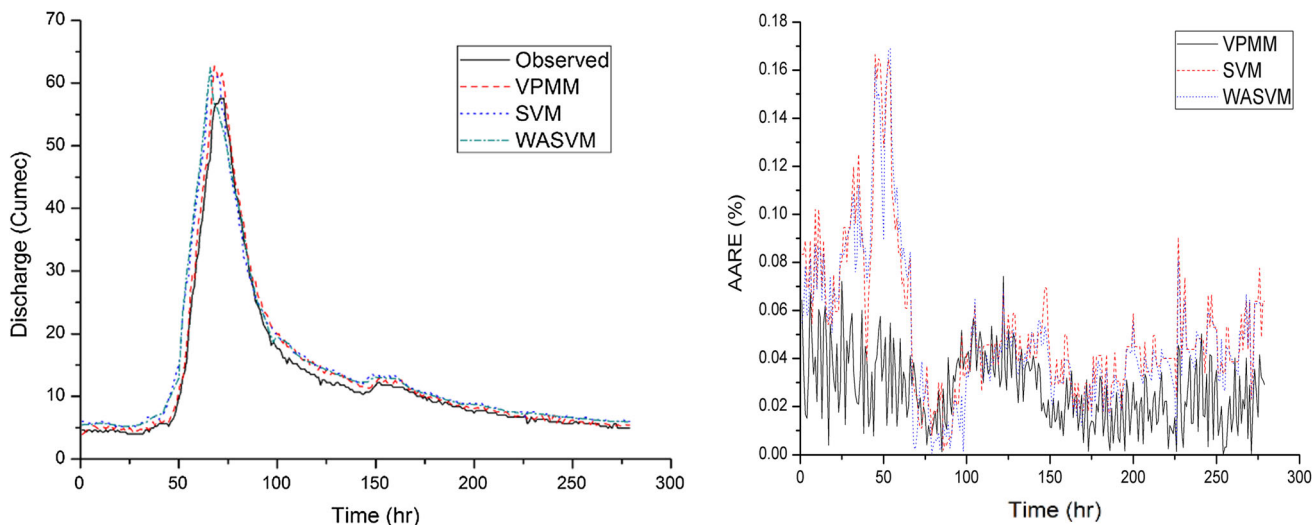 70
60
50
40
30
20
10
0
Discharge (Cumec)
Observed
VPMM
SVM
WASVM
0 50 100 150 200 250 300
Time (hr)
0.18
0.16
0.14
0.12
0.10
0.08
0.06
0.04
0.02
0.00
AARE (%)
VPMM
SVM
WASVM
0 50 100 150 200 250 300
Time (hr)